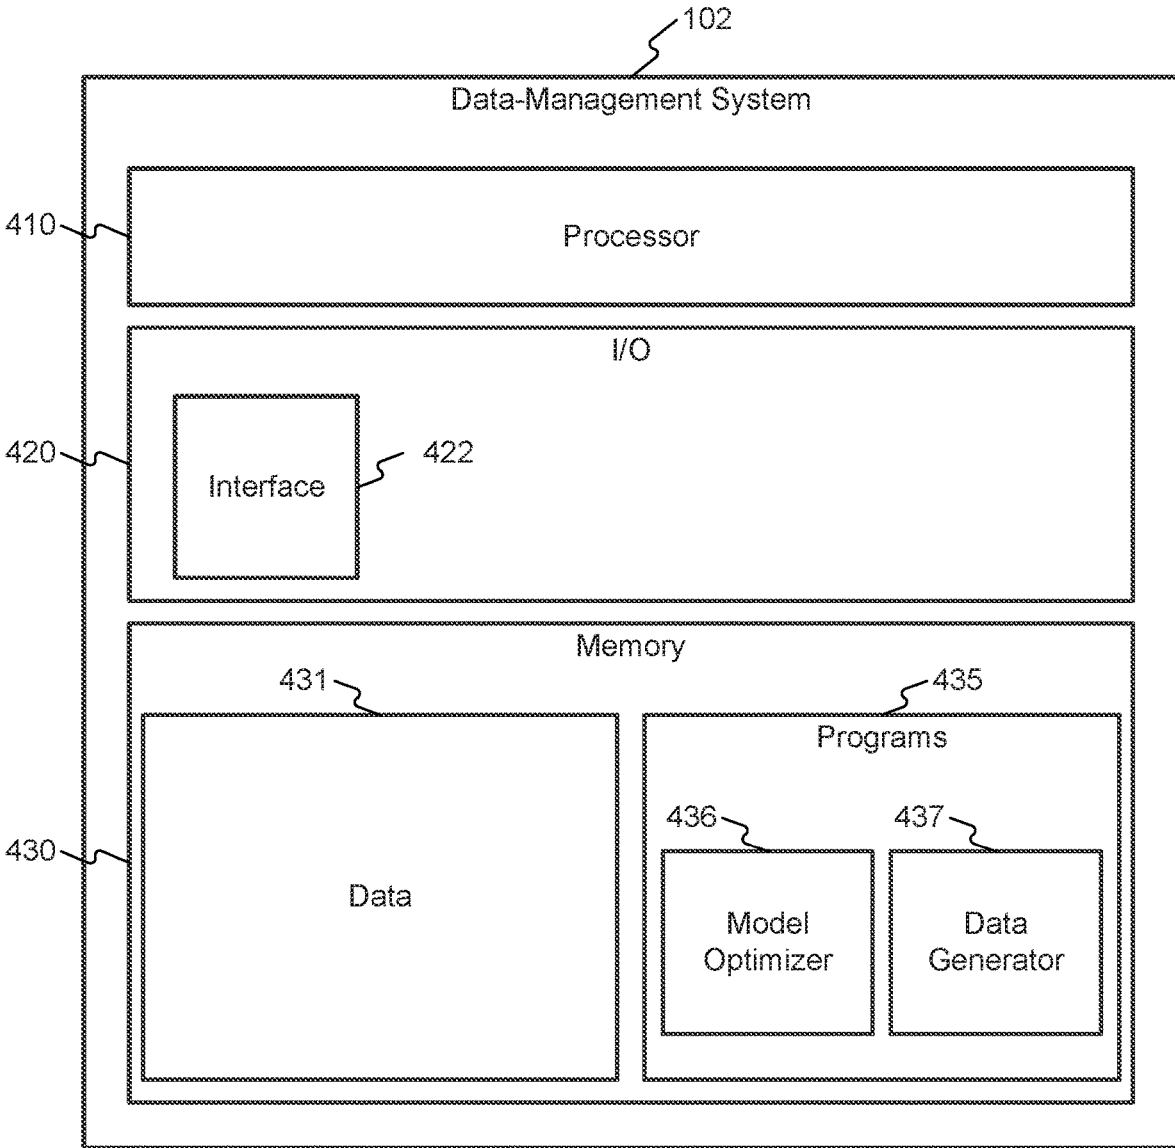 102
Data-Management System
410
Processor
I/O
420
Interface
422
Memory
431
435
Programs
430
Data
436
437
Model
Optimizer
Data
Generator